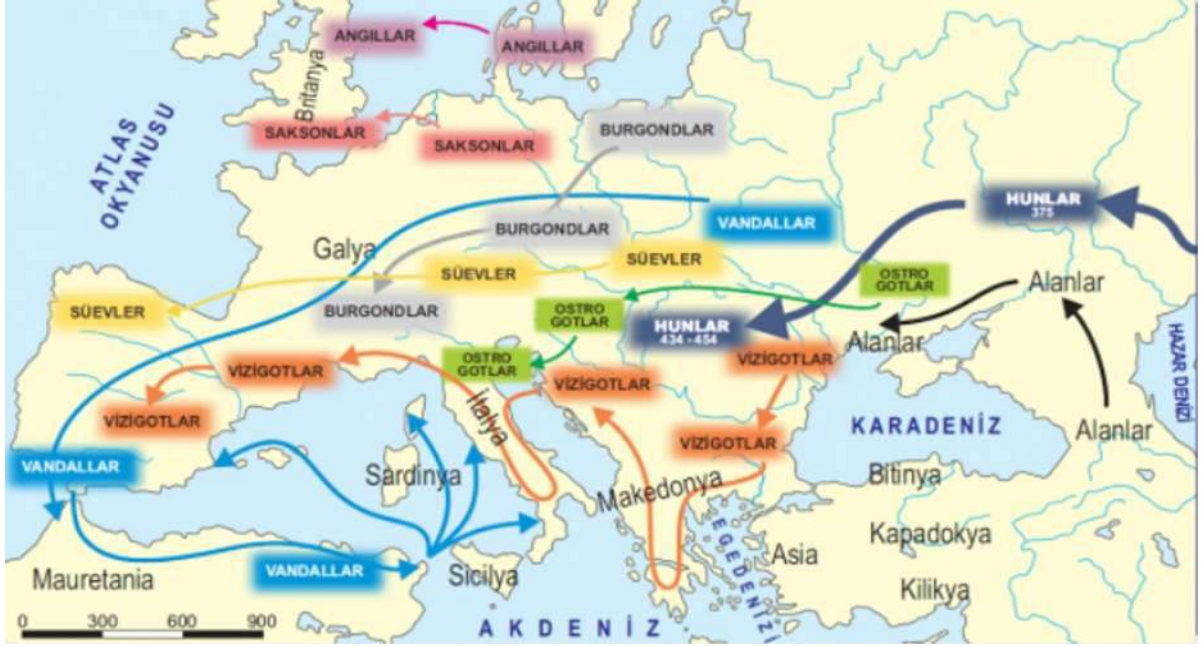 ANGILLAR
ANGILLAR
Britanya
SAKSONLAR
SAKSONLAR
BURGONDLAR
ATLAS
OKYANUSU
HUNLAR
375
VANDALLAR
BURGONDLAR
Galya
SÜEVLER
SÜEVLER
SÜEVLER
OSTRO
GOTLAR
Alanlar
BURGONDLAR
OSTRO
GOTLAR
HUNLAR
434 - 454
Alanlar
HAZAR DENİZİ
OSTRO
GOTLAR
VİZİGOTLAR
VİZİGOTLAR
VİZİGOTLAR
VİZİGOTLAR
İtalya
VİZİGOTLAR
KARADENİZ
Alanlar
VANDALLAR
Sardinya
Makedonya
Bitinya
EGEDENİZİ
Kapadokya
Asia
Mauretania
VANDALLAR
Sicilya
Kilikya
0 300 600 900
AKDENİZ